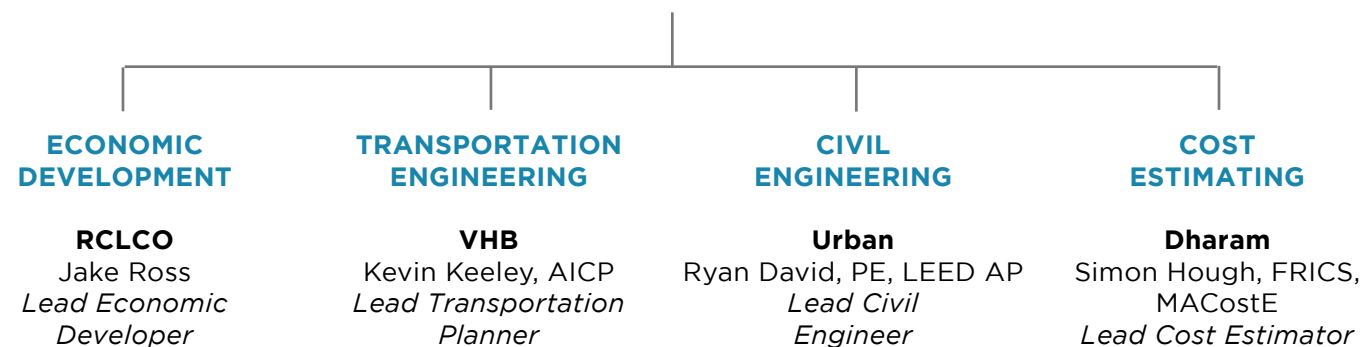 ECONOMIC
DEVELOPMENT
RCLCO
Jake Ross
Lead Economic
Developer
TRANSPORTATION
ENGINEERING
VHB
Kevin Keeley, AICP
Lead Transportation
Planner
CIVIL
ENGINEERING
Urban
Ryan David, PE, LEED AP
Lead Civil
Engineer
COST
ESTIMATING
Dharam
Simon Hough, FRICS,
MACostE
Lead Cost Estimator